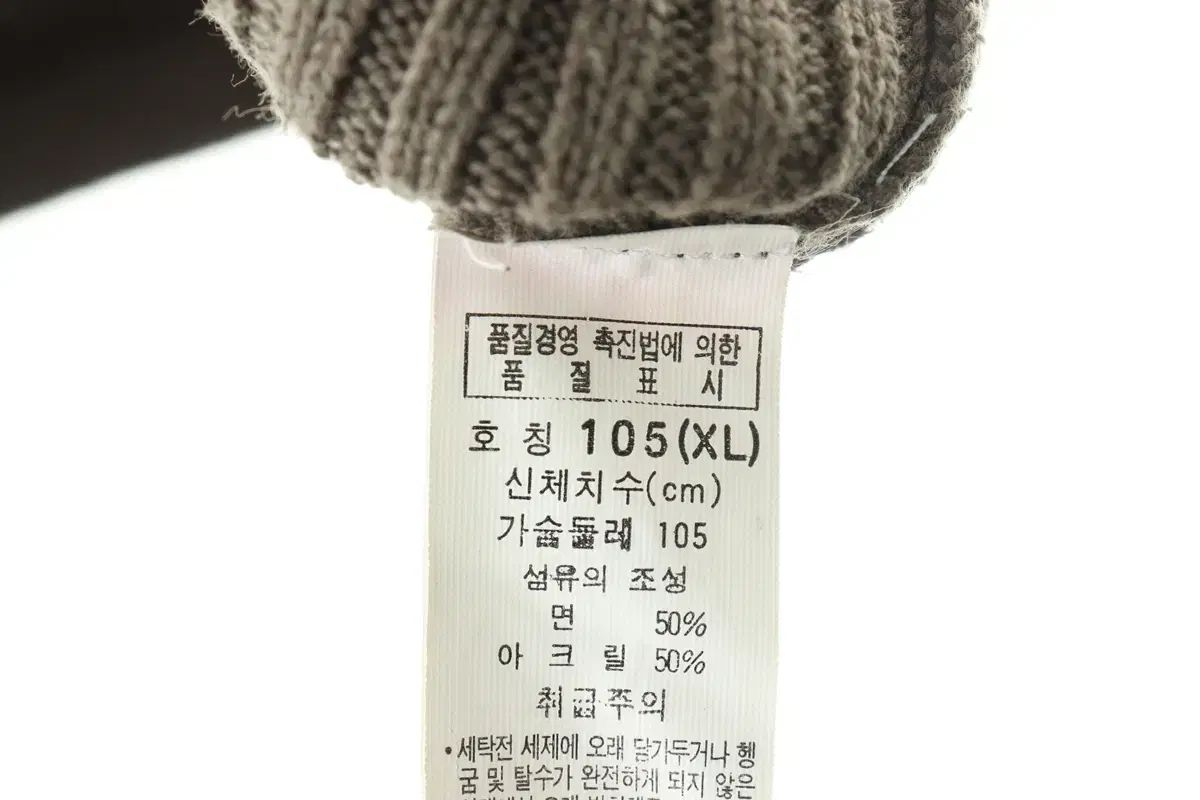 품질경영 촉진법에 의한
품 질 표 시
호 칭 105(XL)
신체치수(cm)
가슴둘레 105
섬유의 조성
면 50%
아 크 릴 50%
취급주의
• 세탁전 세제에 오래 담가두거나 헹
굼 및 탈수가 완전하게 되지 않은